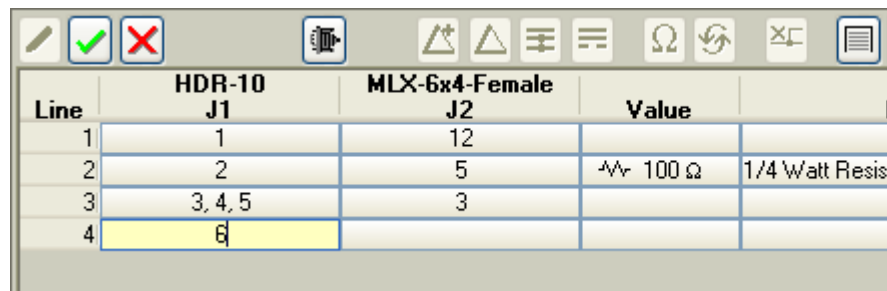 HDR-10 MLX-6x4-Female
Line J1 J2 Value
1 1 12
2 2 5 100 Ω 1/4 Watt Resis
3 3, 4, 5 3
4 6